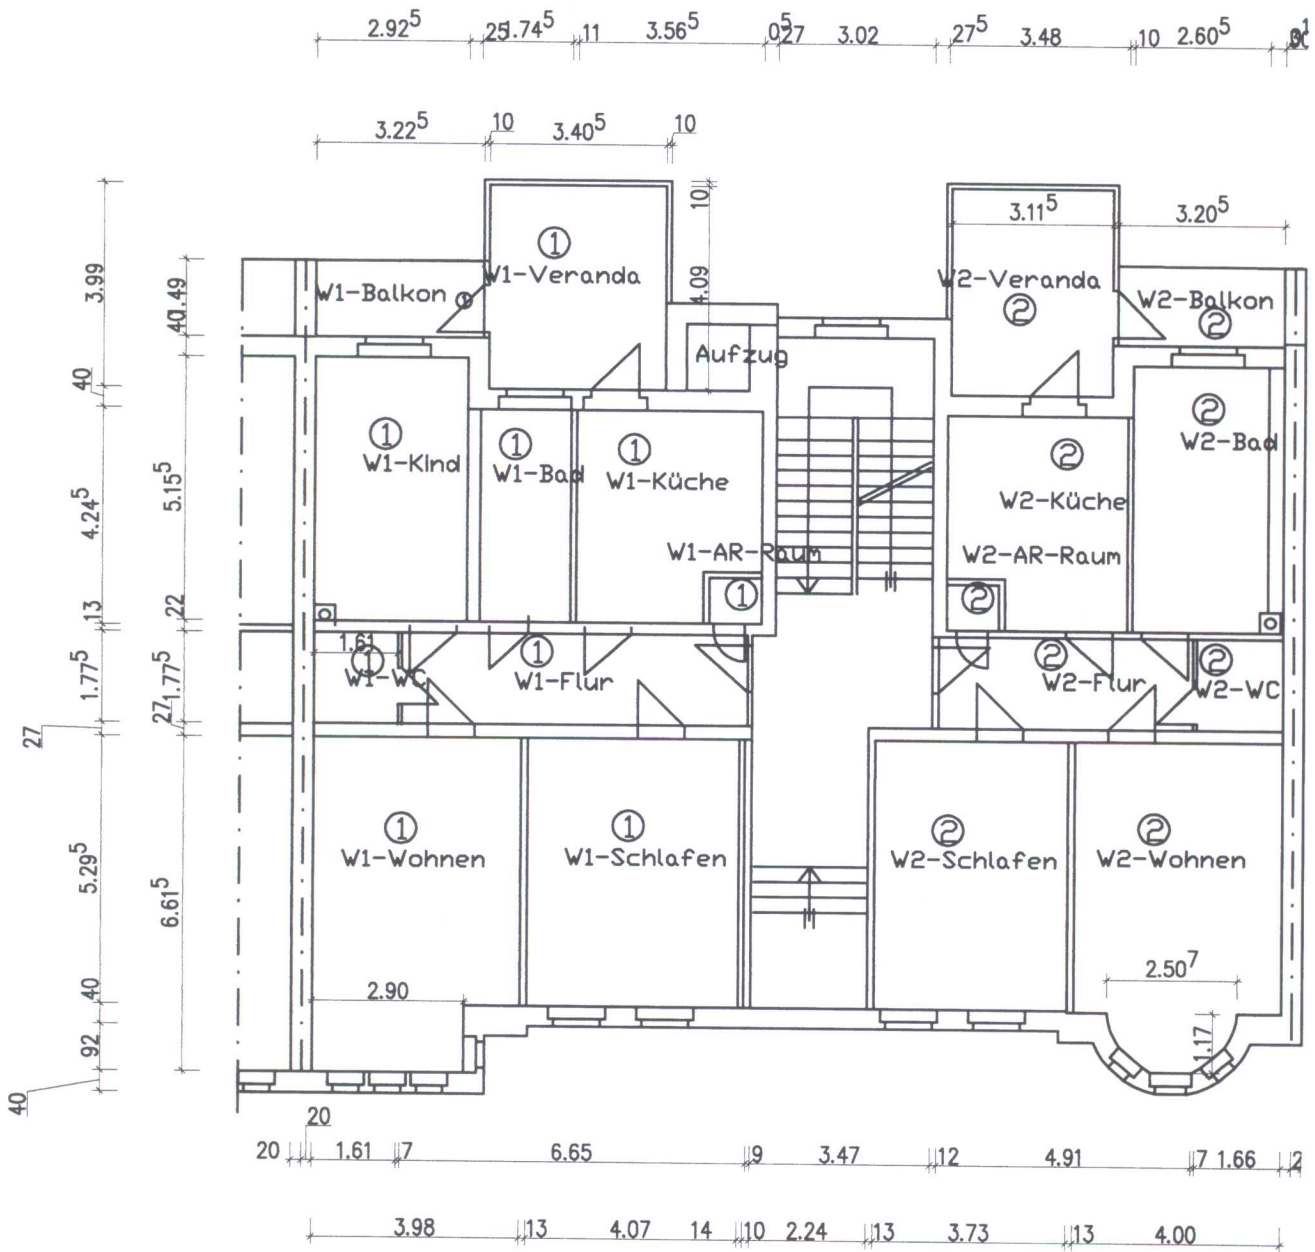 2.92⁵ 25 1.74⁵ 11 3.56⁵ 0⁵ 27 3.02 27⁵ 3.48 10 2.60⁵
3.22⁵ 10 3.40⁵ 10
10
3.11⁵ 3.20⁵
3.99
1.49
40
4.09
①
W1-Veranda
W1-Balkon ①
W2-Veranda
②
W2-Balkon
②
Aufzug
40
①
W1-Kind
①
W1-Bad
①
W1-Küche
②
W2-Küche
②
W2-Bad
5.15⁵
4.24⁵
W1-AR-Raum
①
W2-AR-Raum
②
13
22
1.61
①
W1-WC
①
W1-Flur
②
W2-Flur
②
W2-WC
1.77⁵
1.77⁵
27
27
①
W1-Wohnen
①
W1-Schlafen
②
W2-Schlafen
②
W2-Wohnen
5.29⁵
6.61⁵
2.90
2.50⁷
1.17
40
92
40
20
20 1.61 7 6.65 9 3.47 12 4.91 7 1.66 2
3.98 13 4.07 14 10 2.24 13 3.73 13 4.00